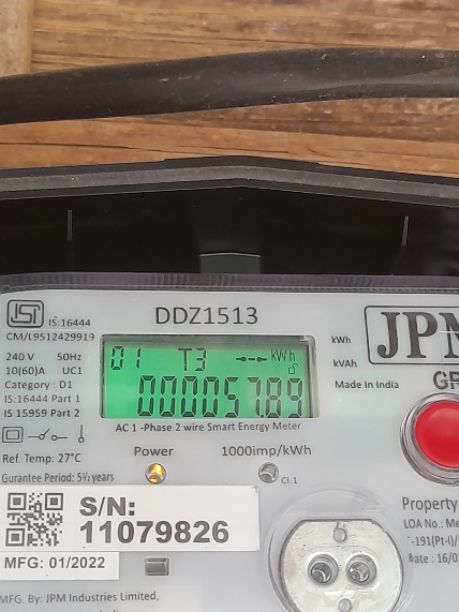 IS:16444
CM/L9512429919
DDZ1513
JPM
240 V 50Hz
10(60)A UC1
Category : D1
IS:16444 Part 1
IS 15959 Part 2
01 T3 kWh
00005789
kWh
kVAh
Made In India
AC 1 -Phase 2 wire Smart Energy Meter
Ref. Temp: 27°C
Power
1000imp/kWh
Cl. 1
Gurantee Period: 5½ years
S/N:
11079826
Property
LOA No.: Me
-191(Pt-I)/
MFG: 01/2022
MFG. By: JPM Industries Limited,